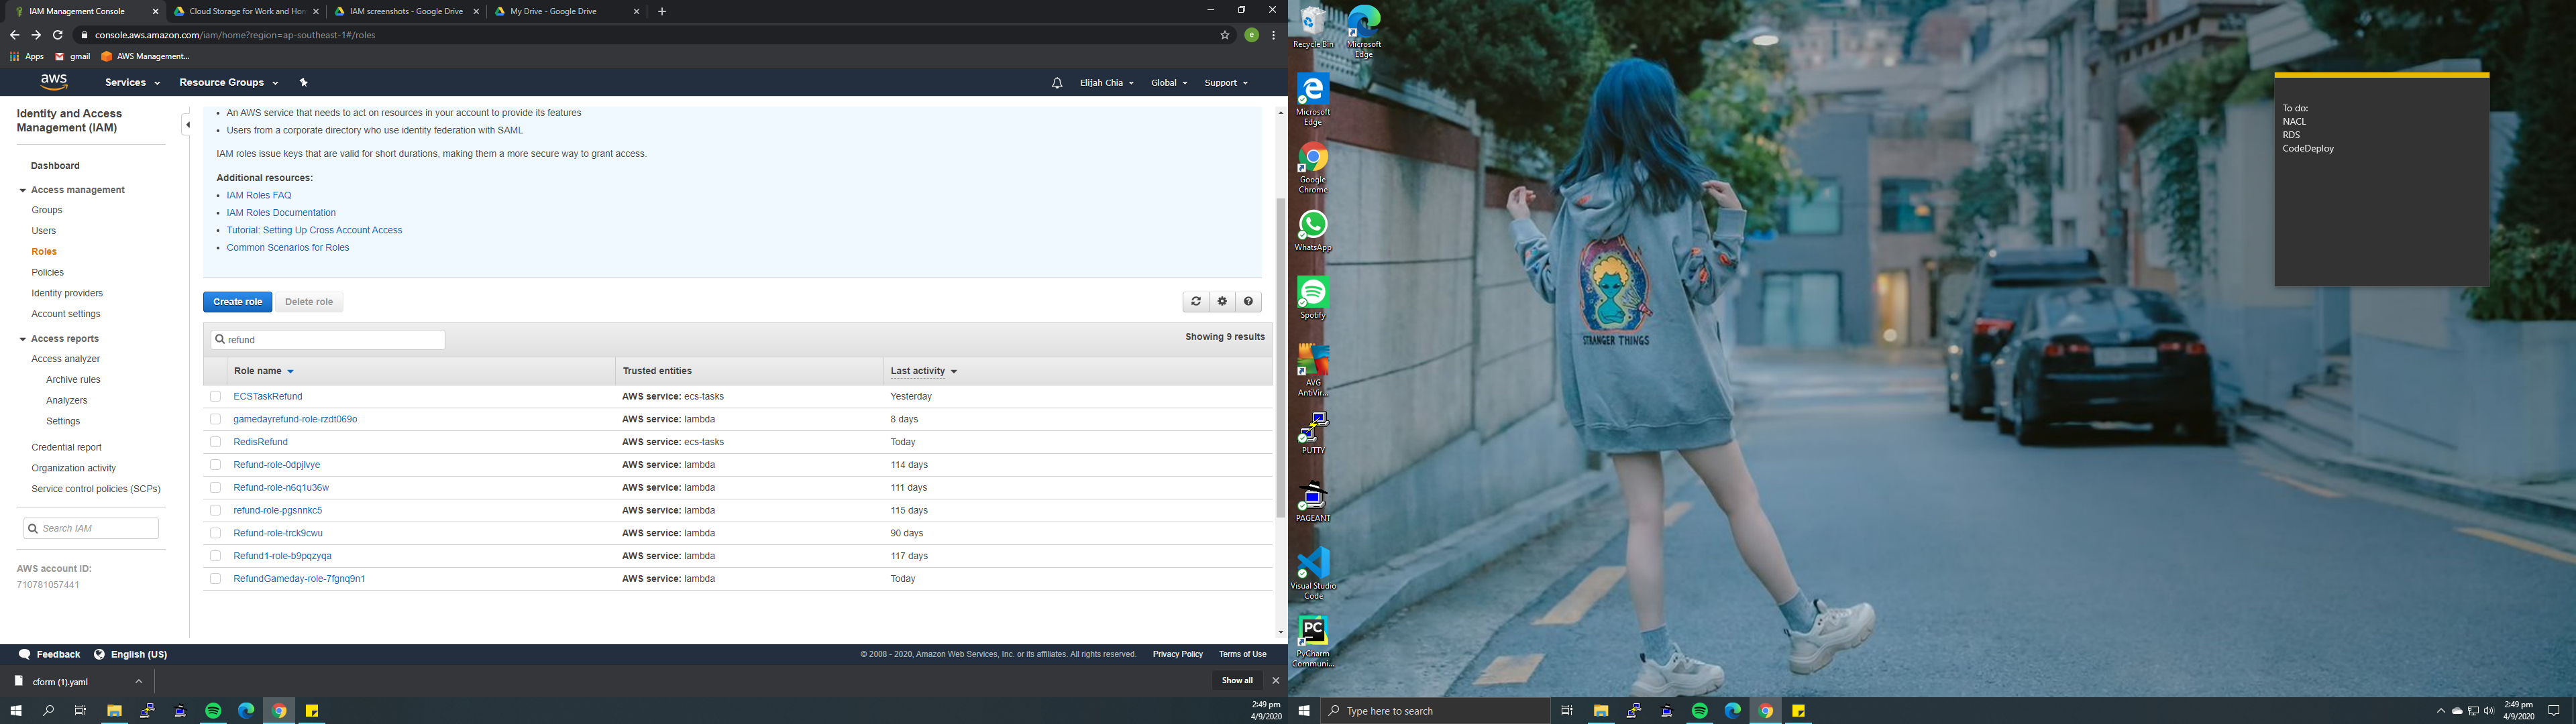 IAM Management Console
Cloud Storage for Work and Hom
IAM screenshots - Google Drive
My Drive - Google Drive
console.aws.amazon.com/iam/home?region=ap-southeast-1#/roles
e
Apps
gmail
AWS Management...
aws
Services
Resource Groups
Elijah Chia
Global
Support
Identity and Access
Management (IAM)
Dashboard
Access management
Groups
Users
Roles
Policies
Identity providers
Account settings
Access reports
Access analyzer
Archive rules
Analyzers
Settings
Credential report
Organization activity
Service control policies (SCPs)
Search IAM
AWS account ID:
710781057441
An AWS service that needs to act on resources in your account to provide its features
Users from a corporate directory who use identity federation with SAML
IAM roles issue keys that are valid for short durations, making them a more secure way to grant access.
Additional resources:
IAM Roles FAQ
IAM Roles Documentation
Tutorial: Setting Up Cross Account Access
Common Scenarios for Roles
Create role
Delete role
refund
Showing 9 results
Role name
Trusted entities
Last activity
ECSTaskRefund
AWS service: ecs-tasks
Yesterday
gamedayrefund-role-rzdt069o
AWS service: lambda
8 days
RedisRefund
AWS service: ecs-tasks
Today
Refund-role-0dpjlvye
AWS service: lambda
114 days
Refund-role-n6q1u36w
AWS service: lambda
111 days
refund-role-pgsnnkc5
AWS service: lambda
115 days
Refund-role-trck9cwu
AWS service: lambda
90 days
Refund1-role-b9pqzyqa
AWS service: lambda
117 days
RefundGameday-role-7fgnq9n1
AWS service: lambda
Today
Feedback
English (US)
© 2008 - 2020, Amazon Web Services, Inc. or its affiliates. All rights reserved.
Privacy Policy
Terms of Use
cform (1).yaml
Show all
2:49 pm
4/9/2020
Recycle Bin
Microsoft
Edge
Microsoft
Edge
Google
Chrome
WhatsApp
Spotify
AVG
AntiVir...
PUTTY
PAGEANT
Visual Studio
Code
PC
PyCharm
Communi...
STRANGER THINGS
To do:
NACL
RDS
CodeDeploy
Type here to search
2:49 pm
4/9/2020